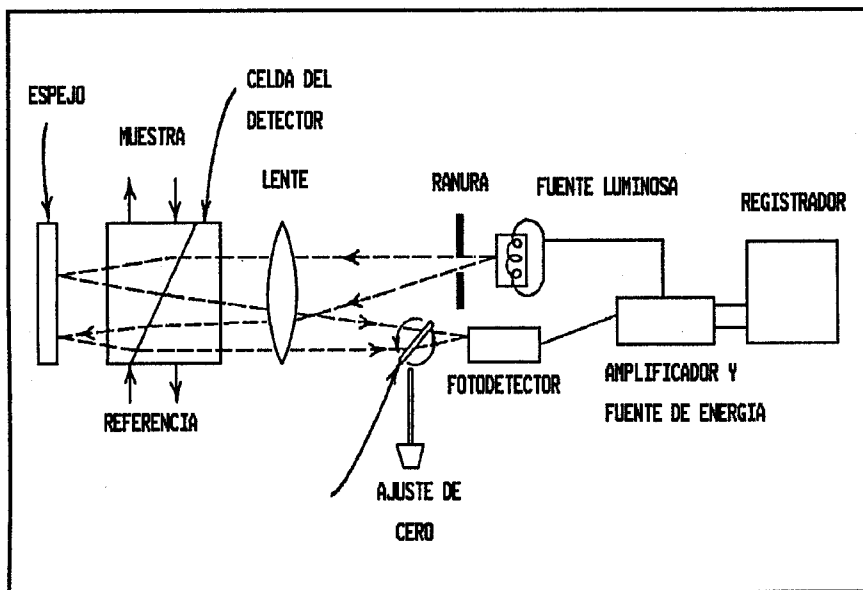 ESPEJO
MUESTRA
CELDA DEL
DETECTOR
LENTE
RANURA
FUENTE LUMINOSA
REGISTRADOR
REFERENCIA
FOTODETECTOR
AMPLIFICADOR Y
FUENTE DE ENERGIA
AJUSTE DE
CERO